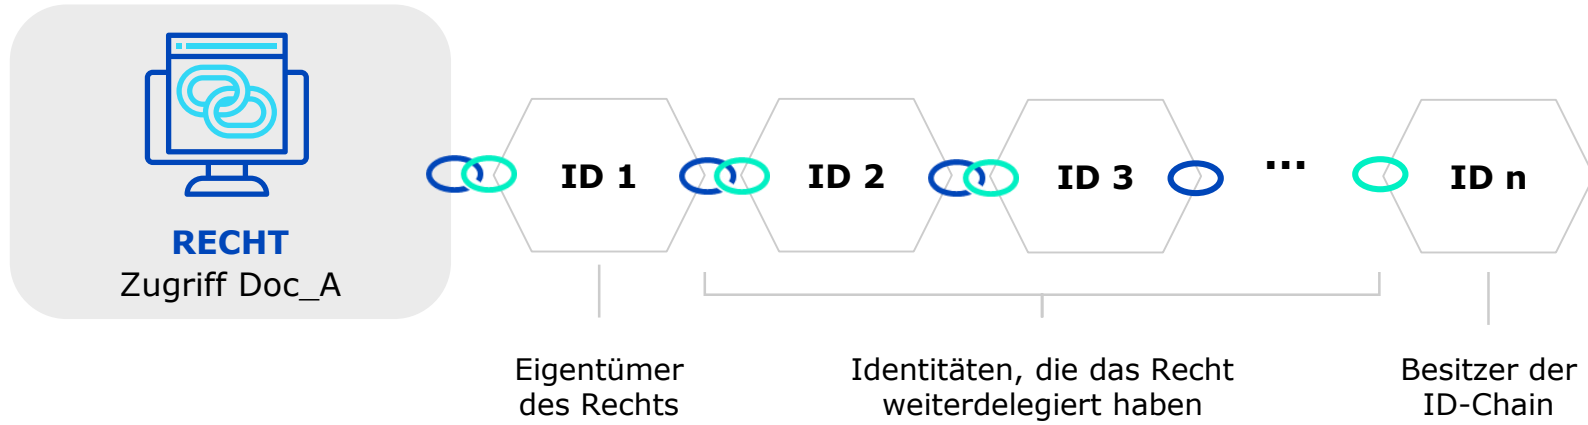 RECHT
Zugriff Doc_A
ID 1
ID 2
ID 3
...
ID n
Eigentümer
des Rechts
Identitäten, die das Recht
weiterdelegiert haben
Besitzer der
ID-Chain